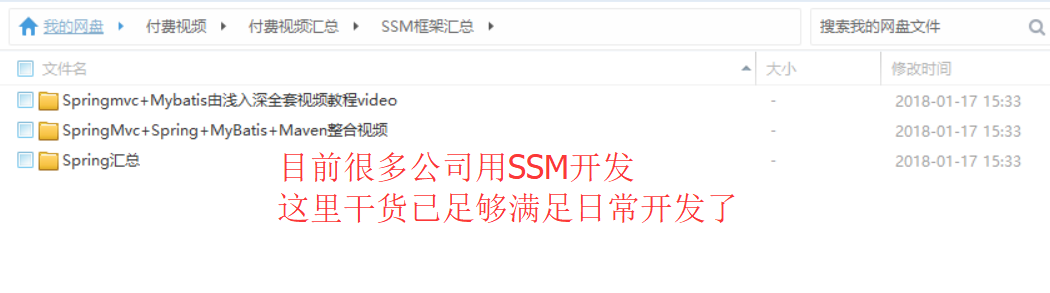 我的网盘 付费视频 付费视频汇总 SSM框架汇总 搜索我的网盘文件
文件名 大小 修改时间
Springmvc+Mybatis由浅入深全套视频教程video - 2018-01-17 15:33
SpringMvc+Spring+MyBatis+Maven整合视频 - 2018-01-17 15:33
Spring汇总 - 2018-01-17 15:33
目前很多公司用SSM开发
这里干货已足够满足日常开发了